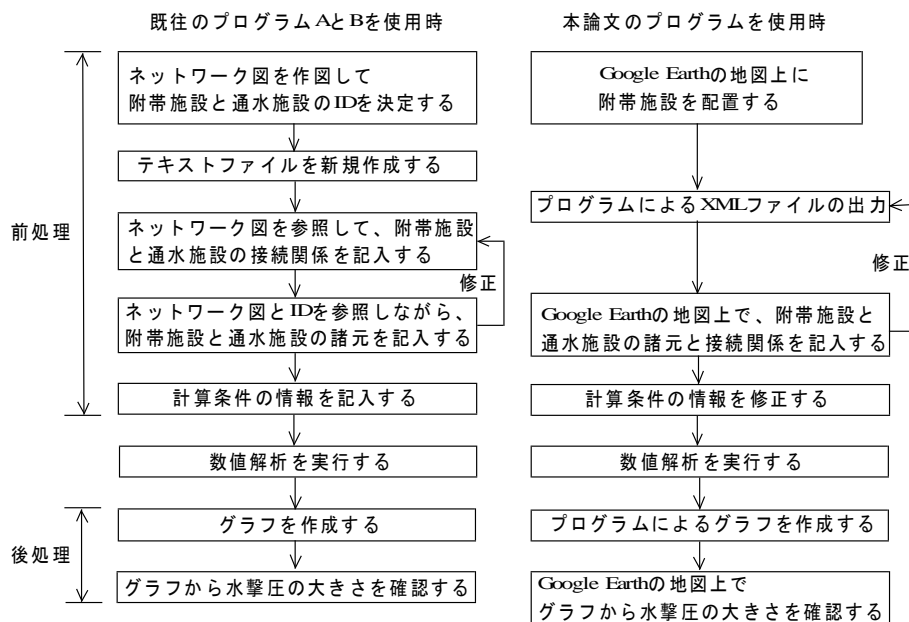 既往のプログラムAとBを使用時
前処理
ネットワーク図を作図して
附帯施設と通水施設のIDを決定する
テキストファイルを新規作成する
ネットワーク図を参照して、附帯施設
と通水施設の接続関係を記入する
修正
ネットワーク図とIDを参照しながら、
附帯施設と通水施設の諸元を記入する
計算条件の情報を記入する
数値解析を実行する
後処理
グラフを作成する
グラフから水撃圧の大きさを確認する
本論文のプログラムを使用時
Google Earthの地図上に
附帯施設を配置する
プログラムによるXMLファイルの出力
修正
Google Earthの地図上で、附帯施設と
通水施設の諸元と接続関係を記入する
計算条件の情報を修正する
数値解析を実行する
プログラムによるグラフを作成する
Google Earthの地図上で
グラフから水撃圧の大きさを確認する